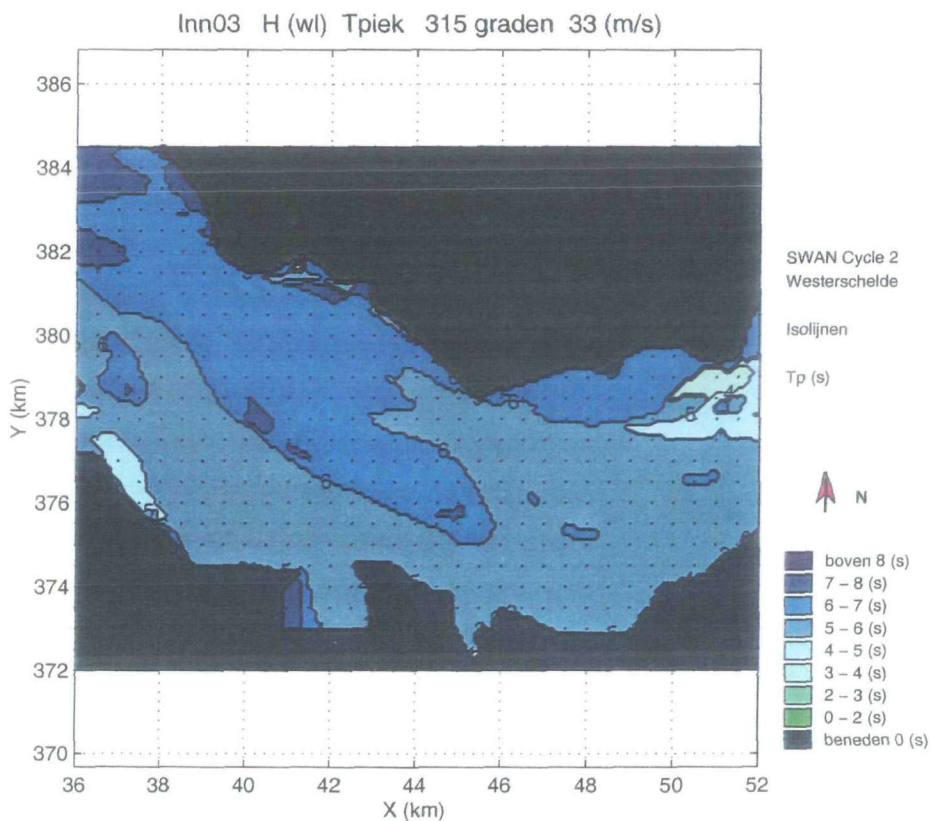 Inn03 H (wl) Tpiek 315 graden 33 (m/s)
386
384
382
380
378
376
374
372
370
Y (km)
36
38
40
42
44
46
48
50
52
X (km)
SWAN Cycle 2
Westerschelde
Isolijnen
Tp (s)
N
boven 8 (s)
7 – 8 (s)
6 – 7 (s)
5 – 6 (s)
4 – 5 (s)
3 – 4 (s)
2 – 3 (s)
0 – 2 (s)
beneden 0 (s)